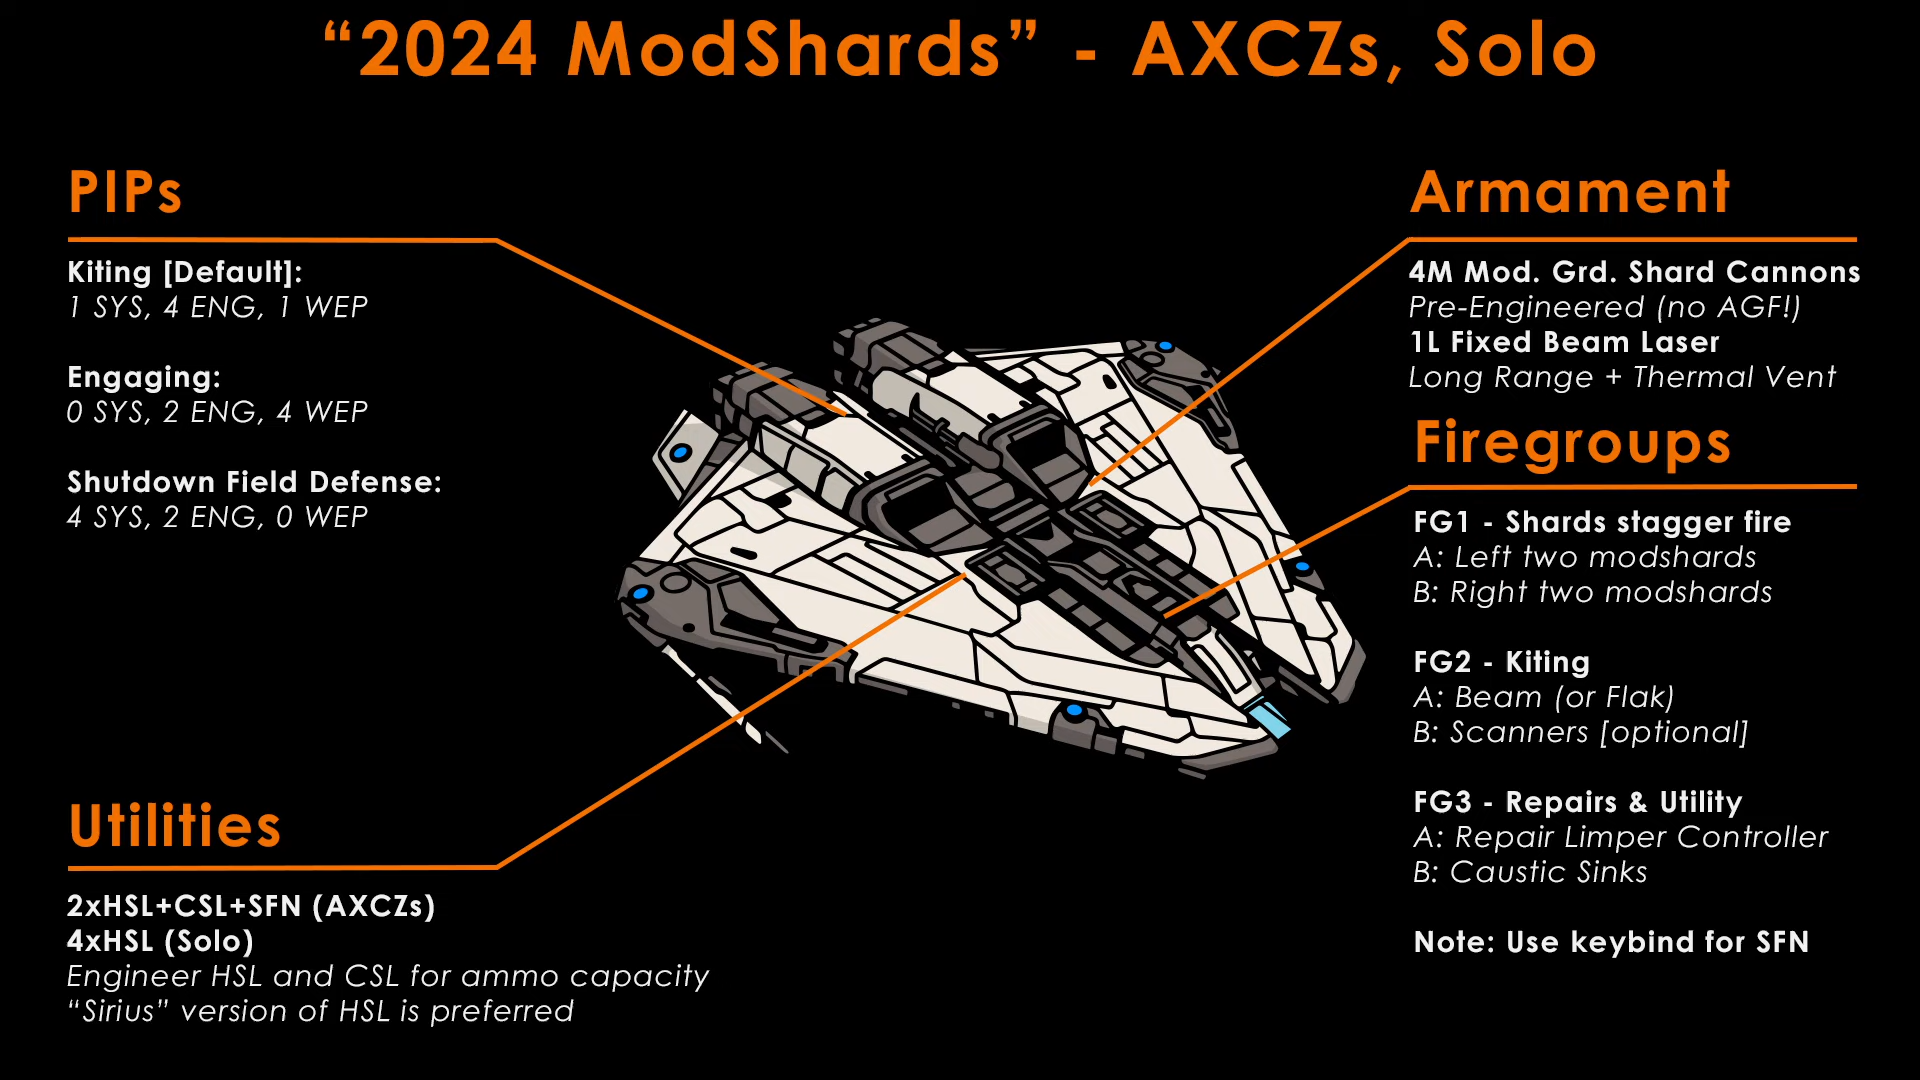 “2024 ModShards” - AXCZs, Solo
PIPs
Kiting [Default]:
1 SYS, 4 ENG, 1 WEP
Engaging:
0 SYS, 2 ENG, 4 WEP
Shutdown Field Defense:
4 SYS, 2 ENG, 0 WEP
Utilities
2xHSL+CSL+SFN (AXCZs)
4xHSL (Solo)
Engineer HSL and CSL for ammo capacity
“Sirius” version of HSL is preferred
Armament
4M Mod. Grd. Shard Cannons
Pre-Engineered (no AGF!)
1L Fixed Beam Laser
Long Range + Thermal Vent
Firegroups
FG1 - Shards stagger fire
A: Left two modshards
B: Right two modshards
FG2 - Kiting
A: Beam (or Flak)
B: Scanners [optional]
FG3 - Repairs & Utility
A: Repair Limper Controller
B: Caustic Sinks
Note: Use keybind for SFN